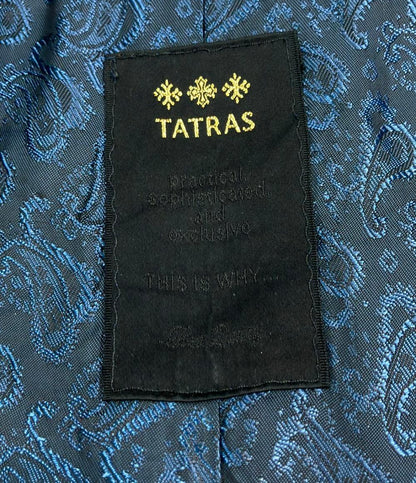 TATRAS
practical,
sophisticated,
and
exclusive
THIS IS WHY...